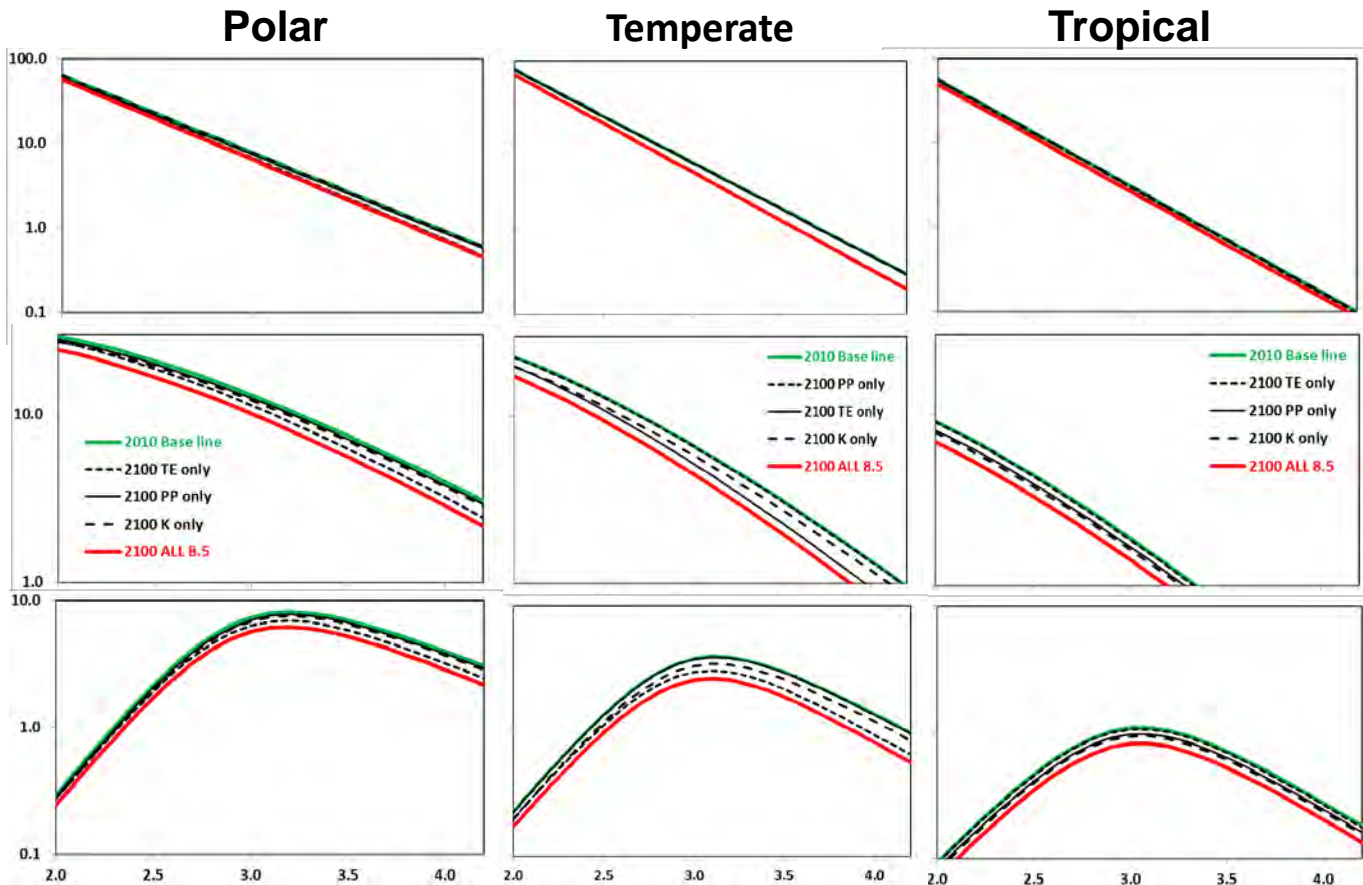 Polar Temperate Tropical
100.0
10.0
1.0
0.1
10.0
1.0
2010 Base line
2100 TE only
2100 PP only
2100 K only
2100 ALL 8.5
2010 Base line
2100 PP only
2100 TE only
2100 K only
2100 ALL 8.5
2010 Base line
2100 TE only
2100 PP only
2100 K only
2100 ALL 8.5
10.0
1.0
0.1
2.0 2.5 3.0 3.5 4.0
2.0 2.5 3.0 3.5 4.0
2.0 2.5 3.0 3.5 4.0